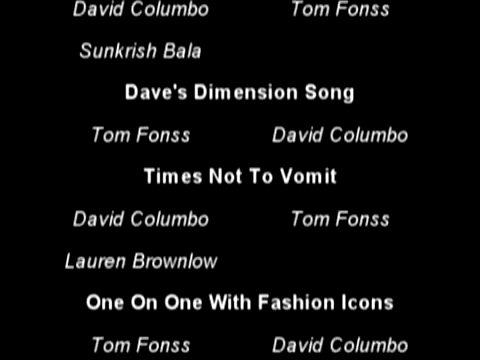 David Columbo Tom Fonss
Sunkrish Bala
Dave's Dimension Song
Tom Fonss David Columbo
Times Not To Vomit
David Columbo Tom Fonss
Lauren Brownlow
One On One With Fashion Icons
Tom Fonss David Columbo